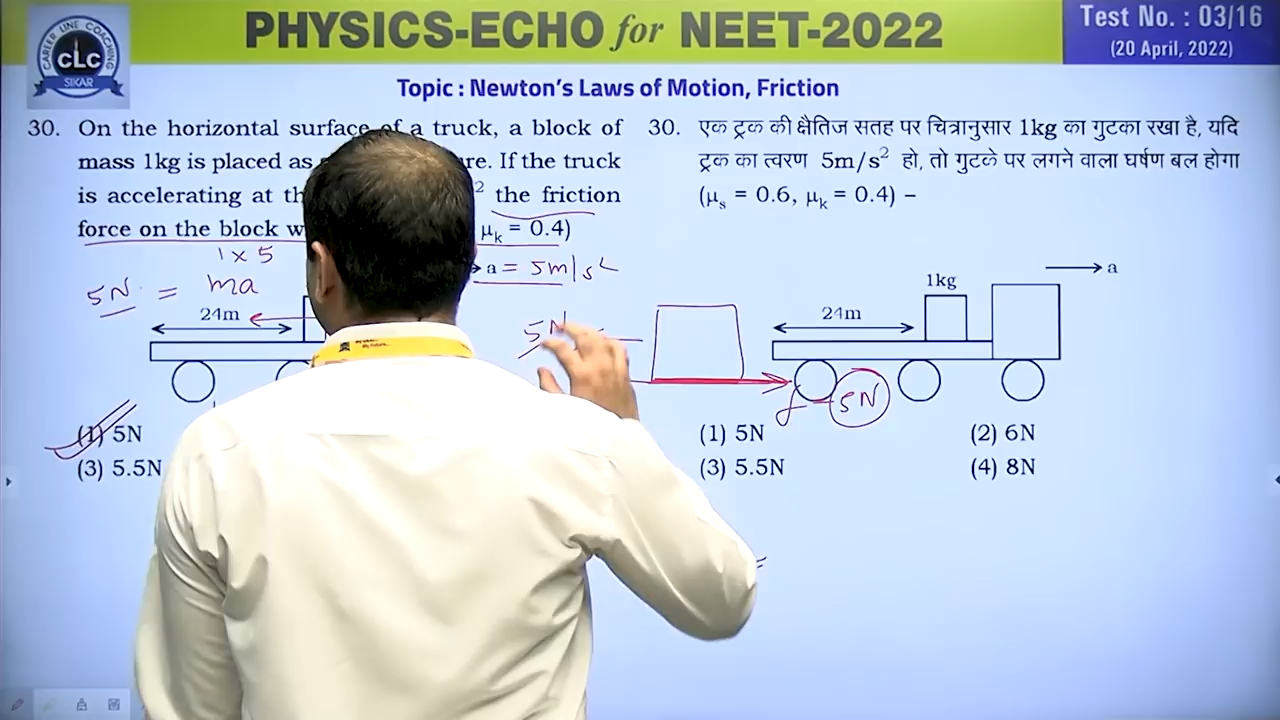 PHYSICS-ECHO for NEET-2022
Test No. : 03/16
(20 April, 2022)
CAREER LINE COACHING
CLC
SIKAR
Topic : Newton's Laws of Motion, Friction
30. On the horizontal surface of a truck, a block of
mass 1kg is placed as re. If the truck
is accelerating at th 2 the friction
force on the block w μk = 0.4)
1 × 5
5N = ma
a = 5m/s²
24m
5N
f = 5N
(1) 5N
(3) 5.5N
30. एक ट्रक की क्षैतिज सतह पर चित्रानुसार 1kg का गुटका रखा है, यदि
ट्रक का त्वरण 5m/s² हो, तो गुटके पर लगने वाला घर्षण बल होगा
(μs = 0.6, μk = 0.4) –
1kg
a
24m
(1) 5N (2) 6N
(3) 5.5N (4) 8N